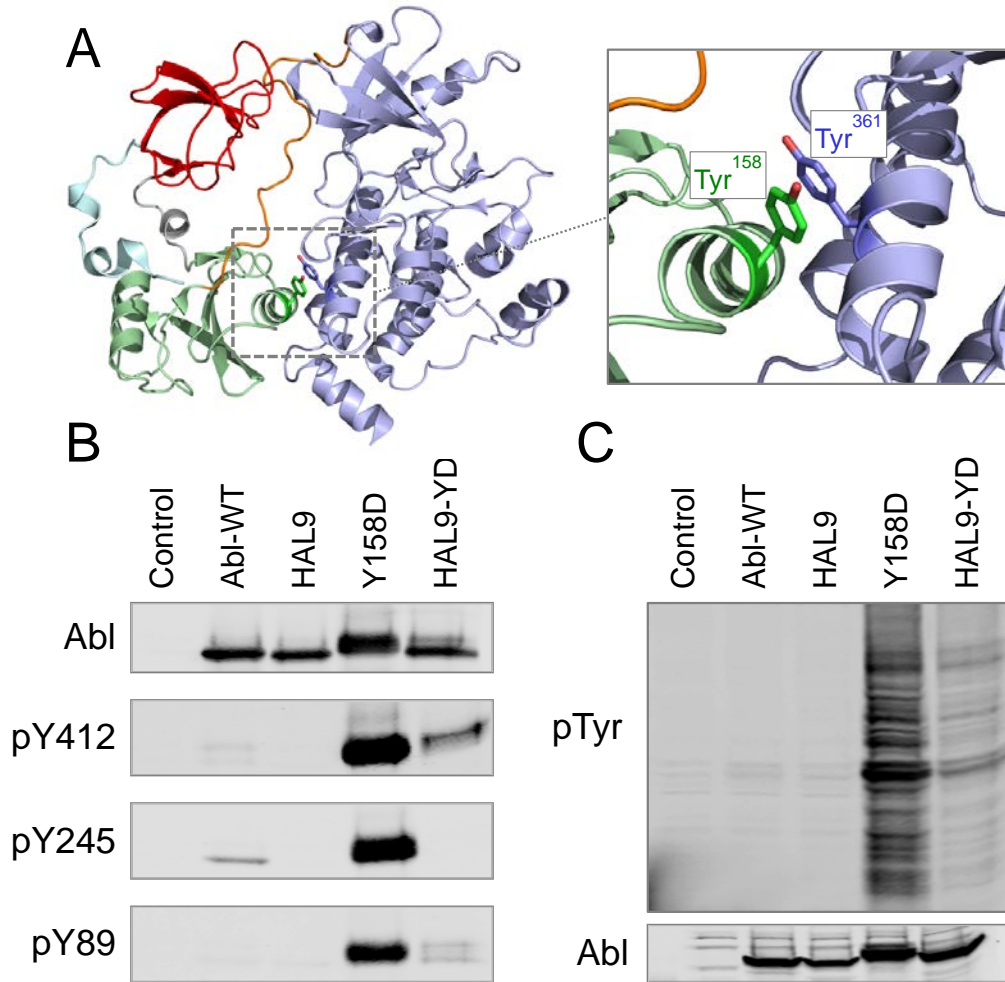 A
Tyr361
Tyr158
B
Control
Abl-WT
HAL9
Y158D
HAL9-YD
Abl
pY412
pY245
pY89
C
Control
Abl-WT
HAL9
Y158D
HAL9-YD
pTyr
Abl